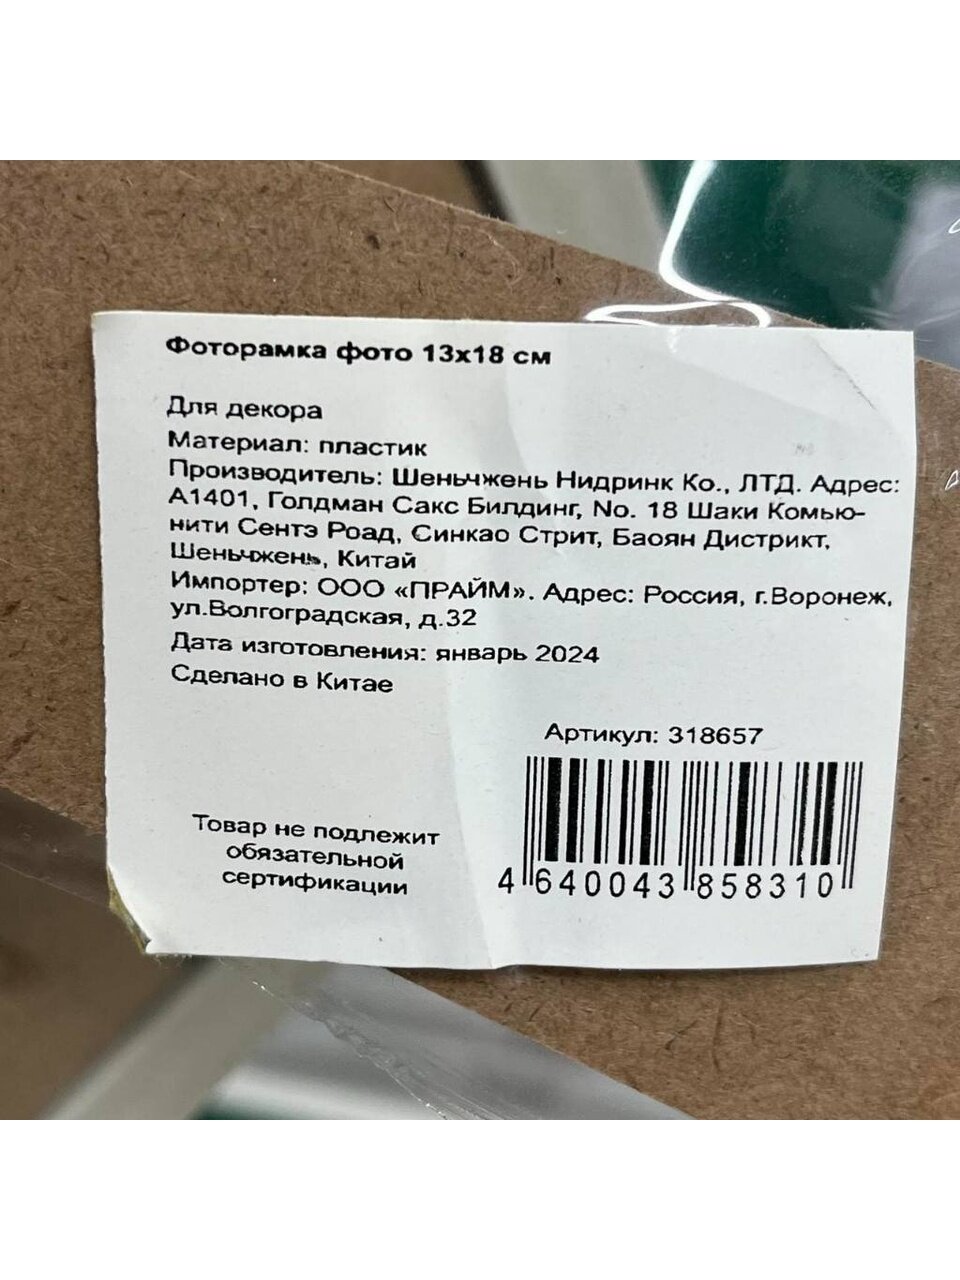 Фоторамка фото 13х18 см
Для декора
Материал: пластик
Производитель: Шеньчжень Нидринк Ко., ЛТД. Адрес:
А1401, Голдман Сакс Билдинг, No. 18 Шаки Комью-
нити Сентэ Роад, Синкао Стрит, Баоян Дистрикт,
Шеньчжень, Китай
Импортер: ООО «ПРАЙМ». Адрес: Россия, г.Воронеж,
ул.Волгоградская, д.32
Дата изготовления: январь 2024
Сделано в Китае
Артикул: 318657
Товар не подлежит
обязательной
сертификации
4 640043 858310